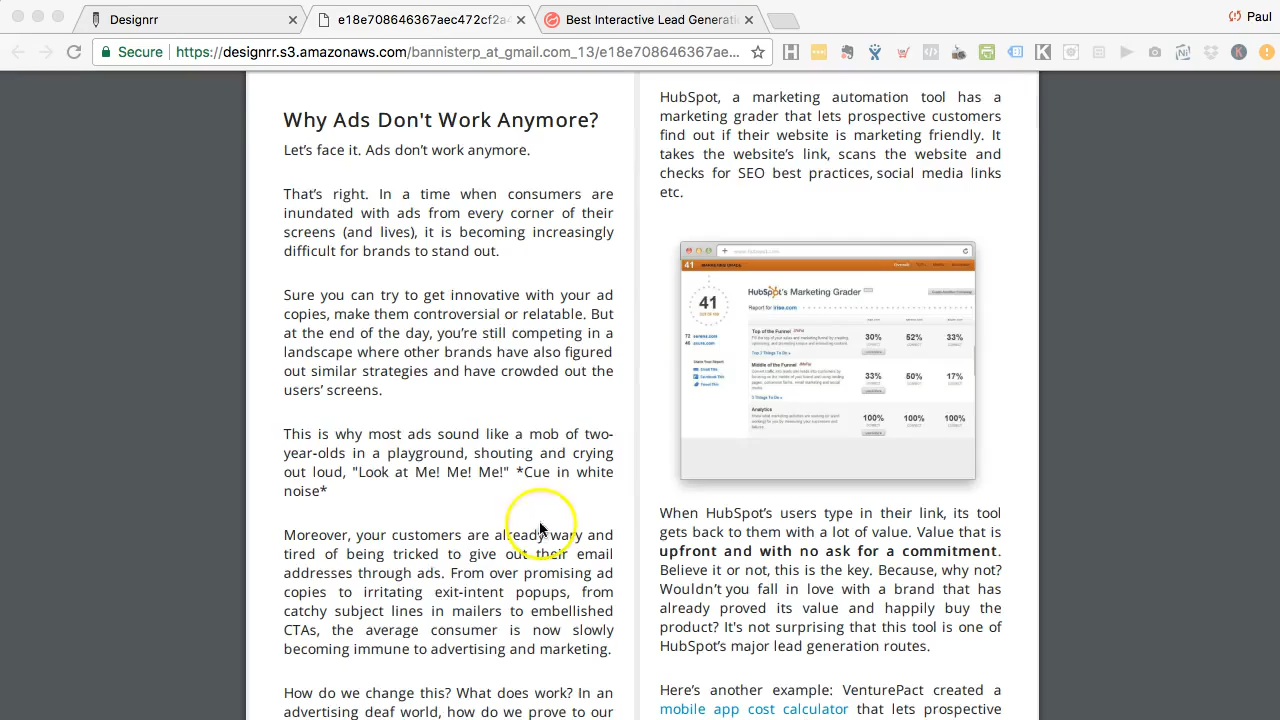 Designrr
e18e708646367aec472cf2a4
Best Interactive Lead Generati
Paul
Secure
https://designrr.s3.amazonaws.com/bannisterp_at_gmail.com_13/e18e708646367ae...
Why Ads Don't Work Anymore?
Let's face it. Ads don't work anymore.
That's right. In a time when consumers are
inundated with ads from every corner of their
screens (and lives), it is becoming increasingly
difficult for brands to stand out.
Sure you can try to get innovative with your ad
copies, make them controversial or relatable. But
at the end of the day, you're still competing in a
landscape where other brands have also figured
out similar strategies and have cluttered out the
users' screens.
This is why most ads sound like a mob of two-
year-olds in a playground, shouting and crying
out loud, "Look at Me! Me! Me!" *Cue in white
noise*
Moreover, your customers are already wary and
tired of being tricked to give out their email
addresses through ads. From over promising ad
copies to irritating exit-intent popups, from
catchy subject lines in mailers to embellished
CTAs, the average consumer is now slowly
becoming immune to advertising and marketing.
How do we change this? What does work? In an
advertising deaf world, how do we prove to our
HubSpot, a marketing automation tool has a
marketing grader that lets prospective customers
find out if their website is marketing friendly. It
takes the website's link, scans the website and
checks for SEO best practices, social media links
etc.
41
41
HubSpot's Marketing Grader
Report for
Top of the Funnel
30% 52% 33%
Middle of the Funnel
33% 50% 17%
Analytics
100% 100% 100%
When HubSpot's users type in their link, its tool
gets back to them with a lot of value. Value that is
upfront and with no ask for a commitment.
Believe it or not, this is the key. Because, why not?
Wouldn't you fall in love with a brand that has
already proved its value and happily buy the
product? It's not surprising that this tool is one of
HubSpot's major lead generation routes.
Here's another example: VenturePact created a
mobile app cost calculator that lets prospective